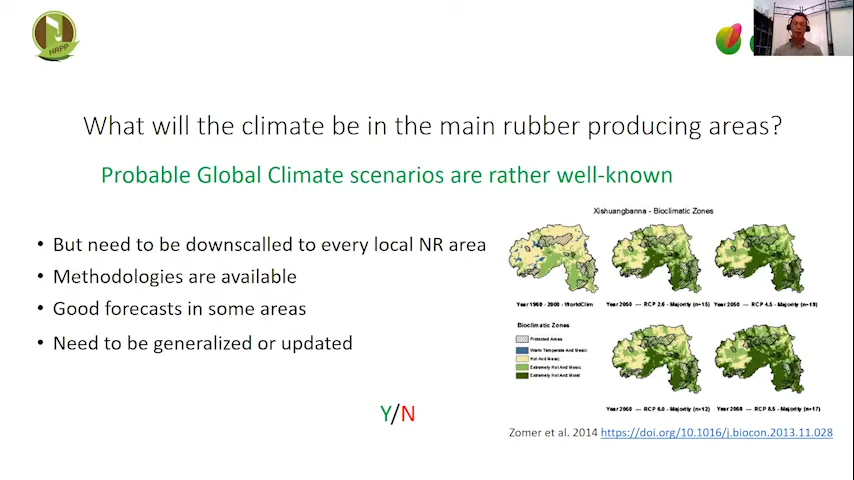 HRPP
What will the climate be in the main rubber producing areas?
Probable Global Climate scenarios are rather well-known
• But need to be downscalled to every local NR area
• Methodologies are available
• Good forecasts in some areas
• Need to be generalized or updated
Y/N
Xishuangbanna - Bioclimatic Zones
Year 1960 - 2000 - WorldClim
Year 2050 --- RCP 2.6 - Majority (n=15)
Year 2050 --- RCP 4.5 - Majority (n=19)
Bioclimatic Zones
Protected Areas
Warm Temperate And Mesic
Hot And Mesic
Extremely Hot And Mesic
Extremely Hot And Moist
Year 2050 --- RCP 6.0 - Majority (n=12)
Year 2050 --- RCP 8.5 - Majority (n=17)
Zomer et al. 2014 https://doi.org/10.1016/j.biocon.2013.11.028